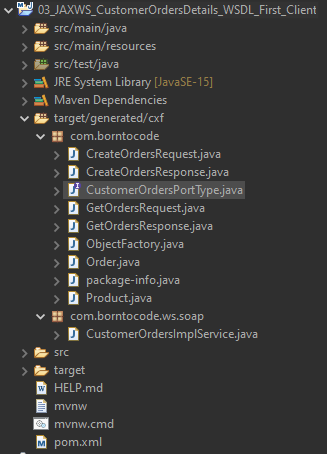 03_JAXWS_CustomerOrdersDetails_WSDL_First_Client
src/main/java
src/main/resources
src/test/java
JRE System Library [JavaSE-15]
Maven Dependencies
target/generated/cxf
com.borntocode
CreateOrdersRequest.java
CreateOrdersResponse.java
CustomerOrdersPortType.java
GetOrdersRequest.java
GetOrdersResponse.java
ObjectFactory.java
Order.java
package-info.java
Product.java
com.borntocode.ws.soap
CustomerOrdersImplService.java
src
target
HELP.md
mvnw
mvnw.cmd
pom.xml